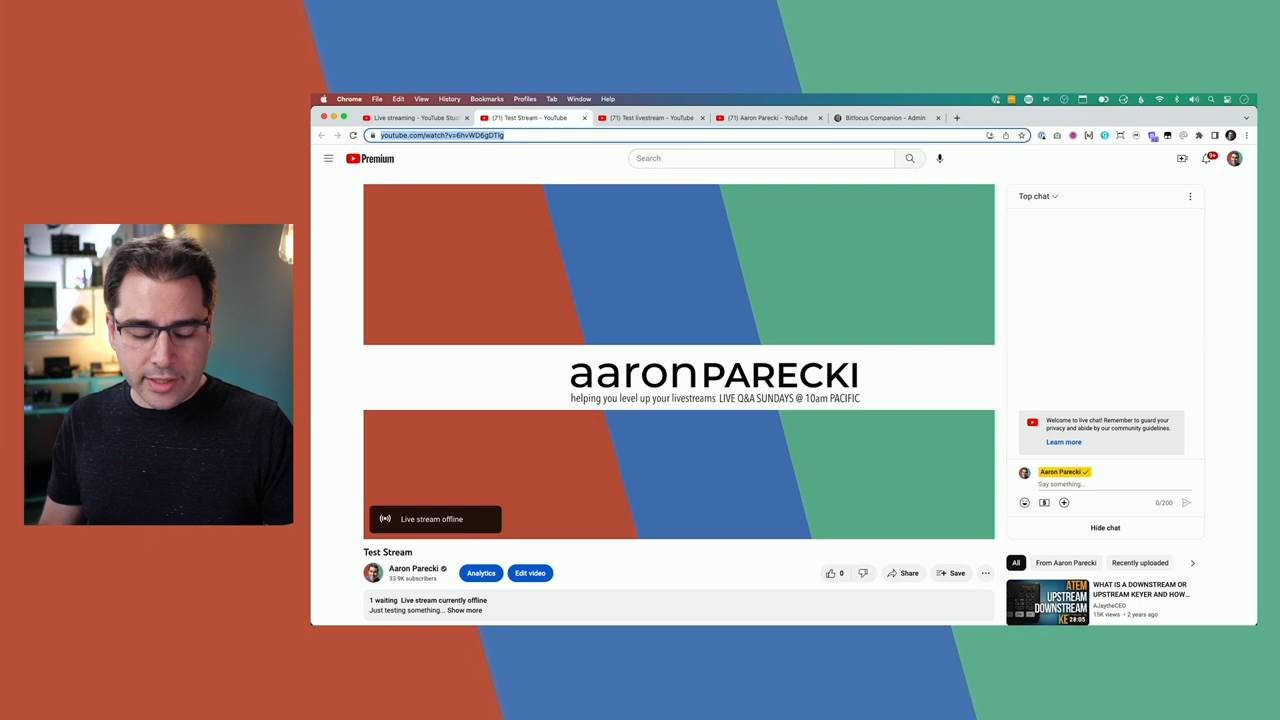 Chrome File Edit View History Bookmarks Profiles Tab Window Help
Live streaming - YouTube Stud
(71) Test Stream - YouTube
(71) Test livestream - YouTube
(71) Aaron Parecki - YouTube
Bitfocus Companion - Admin
youtube.com/watch?v=6hvWD6gDTlg
Premium
Search
9+
Top chat
aaronPARECKI
helping you level up your livestreams LIVE Q&A SUNDAYS @ 10am PACIFIC
Live stream offline
Welcome to live chat! Remember to guard your
privacy and abide by our community guidelines.
Learn more
Aaron Parecki
Say something...
0/200
Hide chat
Test Stream
Aaron Parecki
33.9K subscribers
Analytics
Edit video
0
Share
Save
1 waiting Live stream currently offline
Just testing something... Show more
All
From Aaron Parecki
Recently uploaded
ATEM
UPSTREAM
DOWNSTREAM
KE
28:05
WHAT IS A DOWNSTREAM OR
UPSTREAM KEYER AND HOW...
AJaytheCEO
15K views • 2 years ago